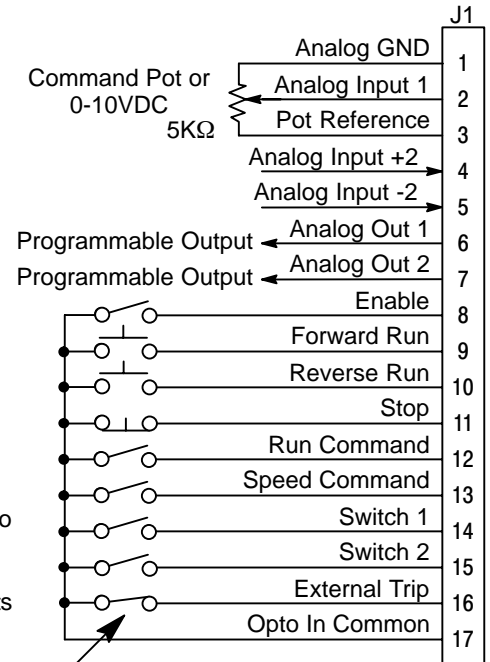 J1
Analog GND 1
Command Pot or
0-10VDC
5KΩ
Analog Input 1 2
Pot Reference 3
Analog Input +2 4
Analog Input -2 5
Programmable Output Analog Out 1 6
Programmable Output Analog Out 2 7
Enable 8
Forward Run 9
Reverse Run 10
Stop 11
Run Command 12
Speed Command 13
o
Switch 1 14
Switch 2 15
ts
External Trip 16
Opto In Common 17